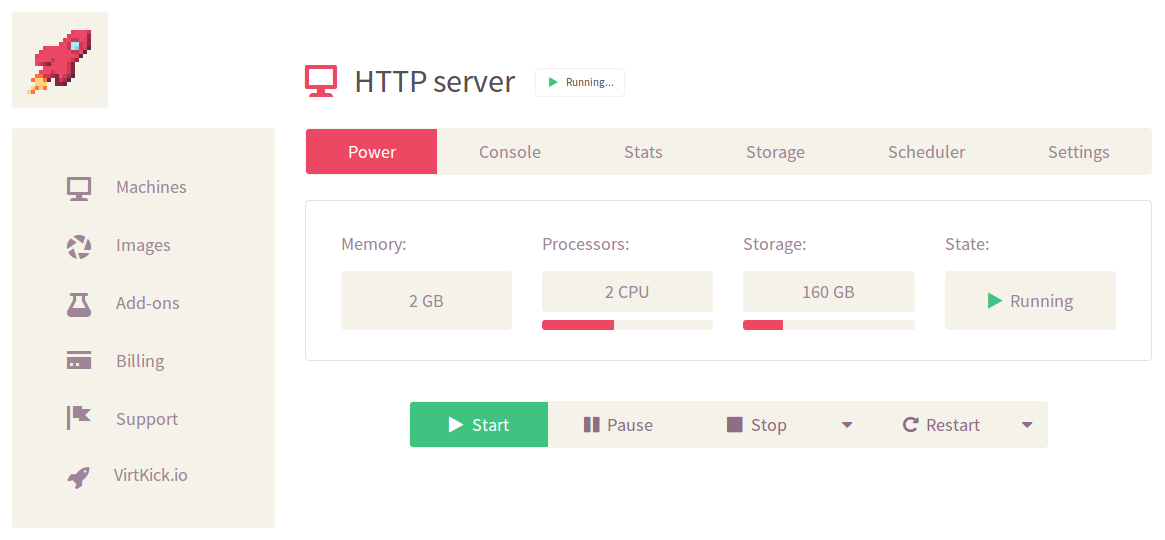 HTTP server
Running...
Power Console Stats Storage Scheduler Settings
Machines
Images
Add-ons
Billing
Support
VirtKick.io
Memory: Processors: Storage: State:
2 GB 2 CPU 160 GB Running
Start Pause Stop Restart